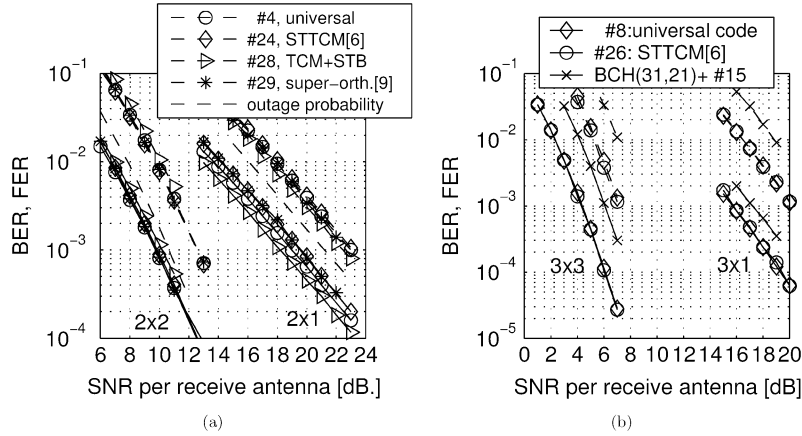 #4, universal
#24, STTCM[6]
#28, TCM+STB
#29, super-orth.[9]
outage probability
BER, FER
10^-1
10^-2
10^-3
10^-4
2x2
2x1
6 8 10 12 14 16 18 20 22 24
SNR per receive antenna [dB.]
(a)
#8:universal code
#26: STTCM[6]
BCH(31,21)+ #15
BER, FER
10^-1
10^-2
10^-3
10^-4
10^-5
3x3
3x1
0 2 4 6 8 10 12 14 16 18 20
SNR per receive antenna [dB]
(b)